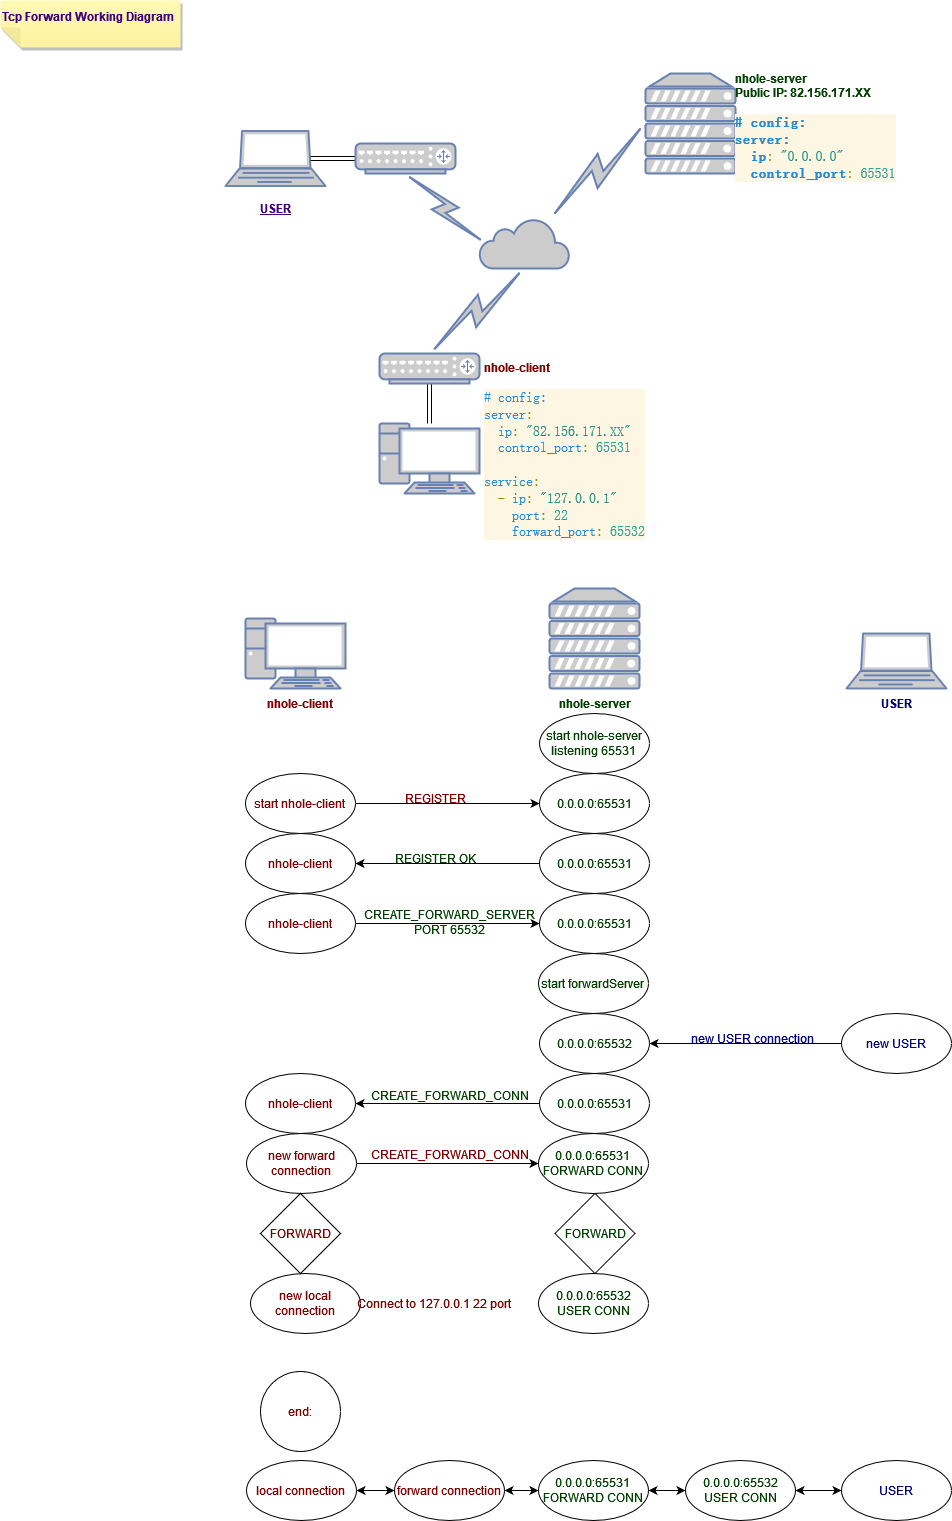 Tcp Forward Working Diagram
nhole-server
Public IP: 82.156.171.XX
# config:
server:
ip: "0.0.0.0"
control_port: 65531
USER
nhole-client
# config:
server:
ip: "82.156.171.XX"
control_port: 65531
service:
- ip: "127.0.0.1"
port: 22
forward_port: 65532
nhole-client
nhole-server
USER
start nhole-server
listening 65531
start nhole-client
REGISTER
0.0.0.0:65531
nhole-client
REGISTER OK
0.0.0.0:65531
nhole-client
CREATE_FORWARD_SERVER
PORT 65532
0.0.0.0:65531
start forwardServer
0.0.0.0:65532
new USER connection
new USER
nhole-client
CREATE_FORWARD_CONN
0.0.0.0:65531
new forward
connection
CREATE_FORWARD_CONN
0.0.0.0:65531
FORWARD CONN
FORWARD
FORWARD
new local
connection
Connect to 127.0.0.1 22 port
0.0.0.0:65532
USER CONN
end:
local connection
forward connection
0.0.0.0:65531
FORWARD CONN
0.0.0.0:65532
USER CONN
USER